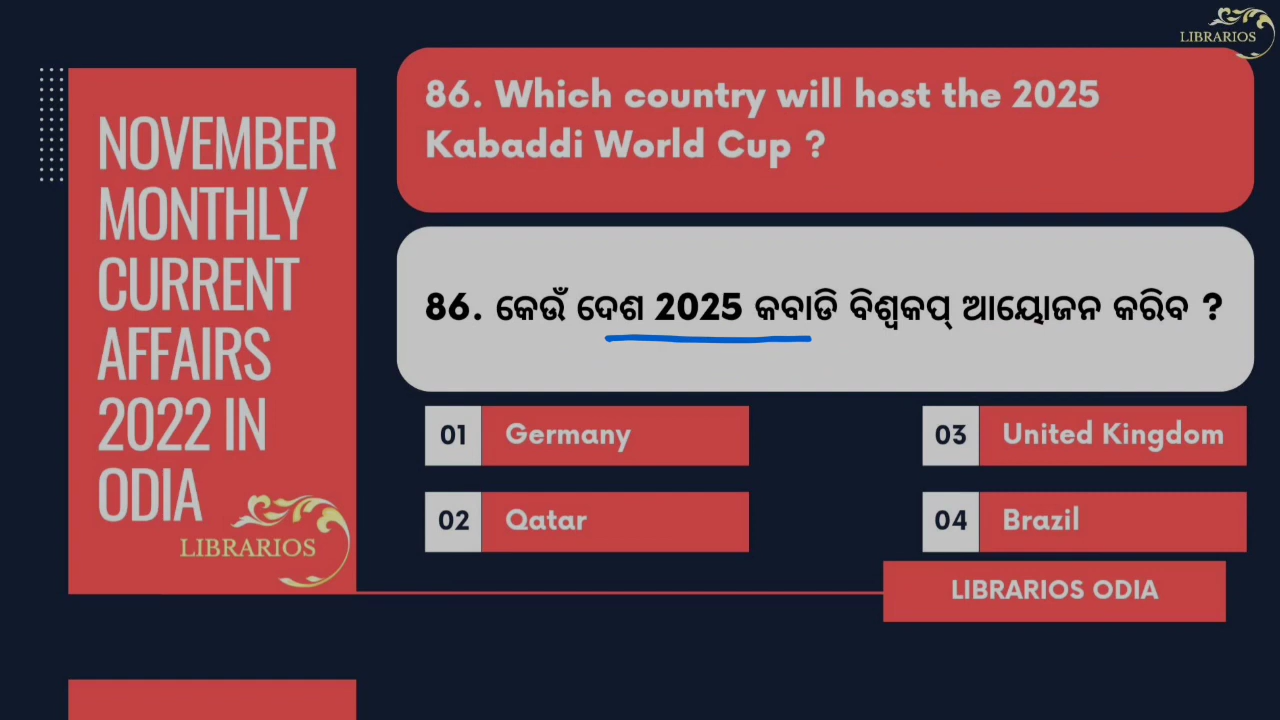 LIBRARIOS
NOVEMBER
MONTHLY
CURRENT
AFFAIRS
2022 IN
ODIA
LIBRARIOS
86. Which country will host the 2025
Kabaddi World Cup ?
86. କେଉଁ ଦେଶ 2025 କବାଡି ବିଶ୍ୱକପ୍ ଆୟୋଜନ କରିବ ?
01 Germany
02 Qatar
03 United Kingdom
04 Brazil
LIBRARIOS ODIA